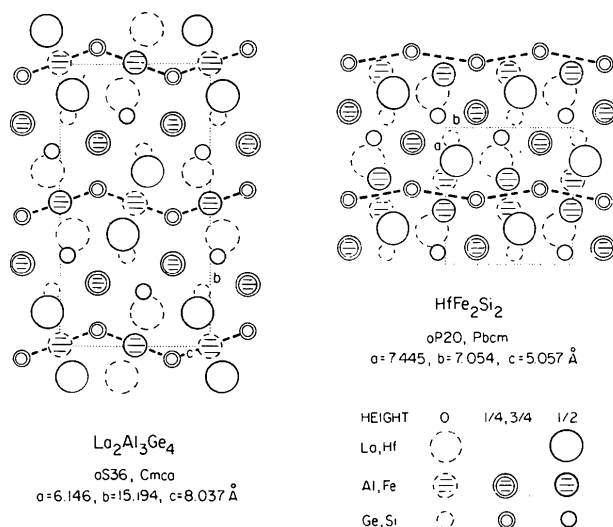 b
c
La₂Al₃Ge₄
oS36, Cmca
a=6.146, b=15.194, c=8.037 Å
b
a
HfFe₂Si₂
oP20, Pbcm
a=7.445, b=7.054, c=5.057 Å
HEIGHT 0 1/4, 3/4 1/2
La,Hf
Al,Fe
Ge,Si